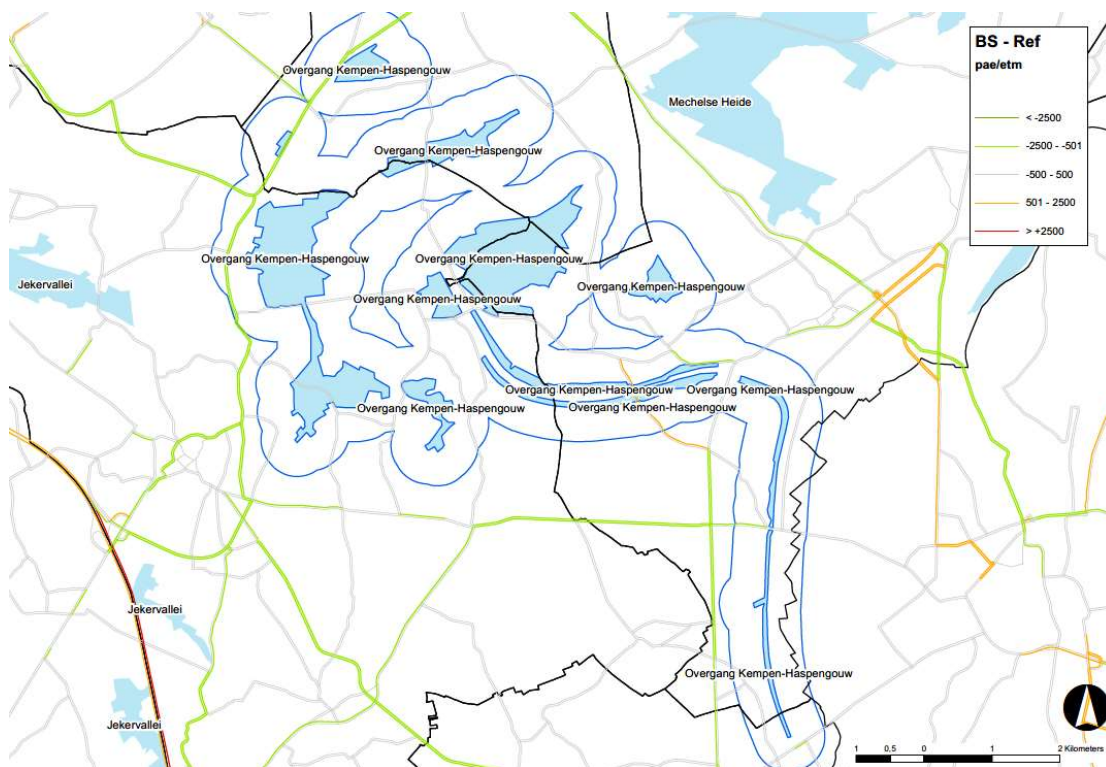 BS - Ref
pae/etm
< -2500
-2500 - -501
-500 - 500
501 - 2500
> +2500
Overgang Kempen-Haspengouw
Mechelse Heide
Overgang Kempen-Haspengouw
Overgang Kempen-Haspengouw
Overgang Kempen-Haspengouw
Jekervallei
Overgang Kempen-Haspengouw
Overgang Kempen-Haspengouw
Overgang Kempen-Haspengouw
Overgang Kempen-Haspengouw
Overgang Kempen-Haspengouw
Overgang Kempen-Haspengouw
Jekervallei
Overgang Kempen-Haspengouw
Jekervallei
1 0,5 0 1 2 Kilometers